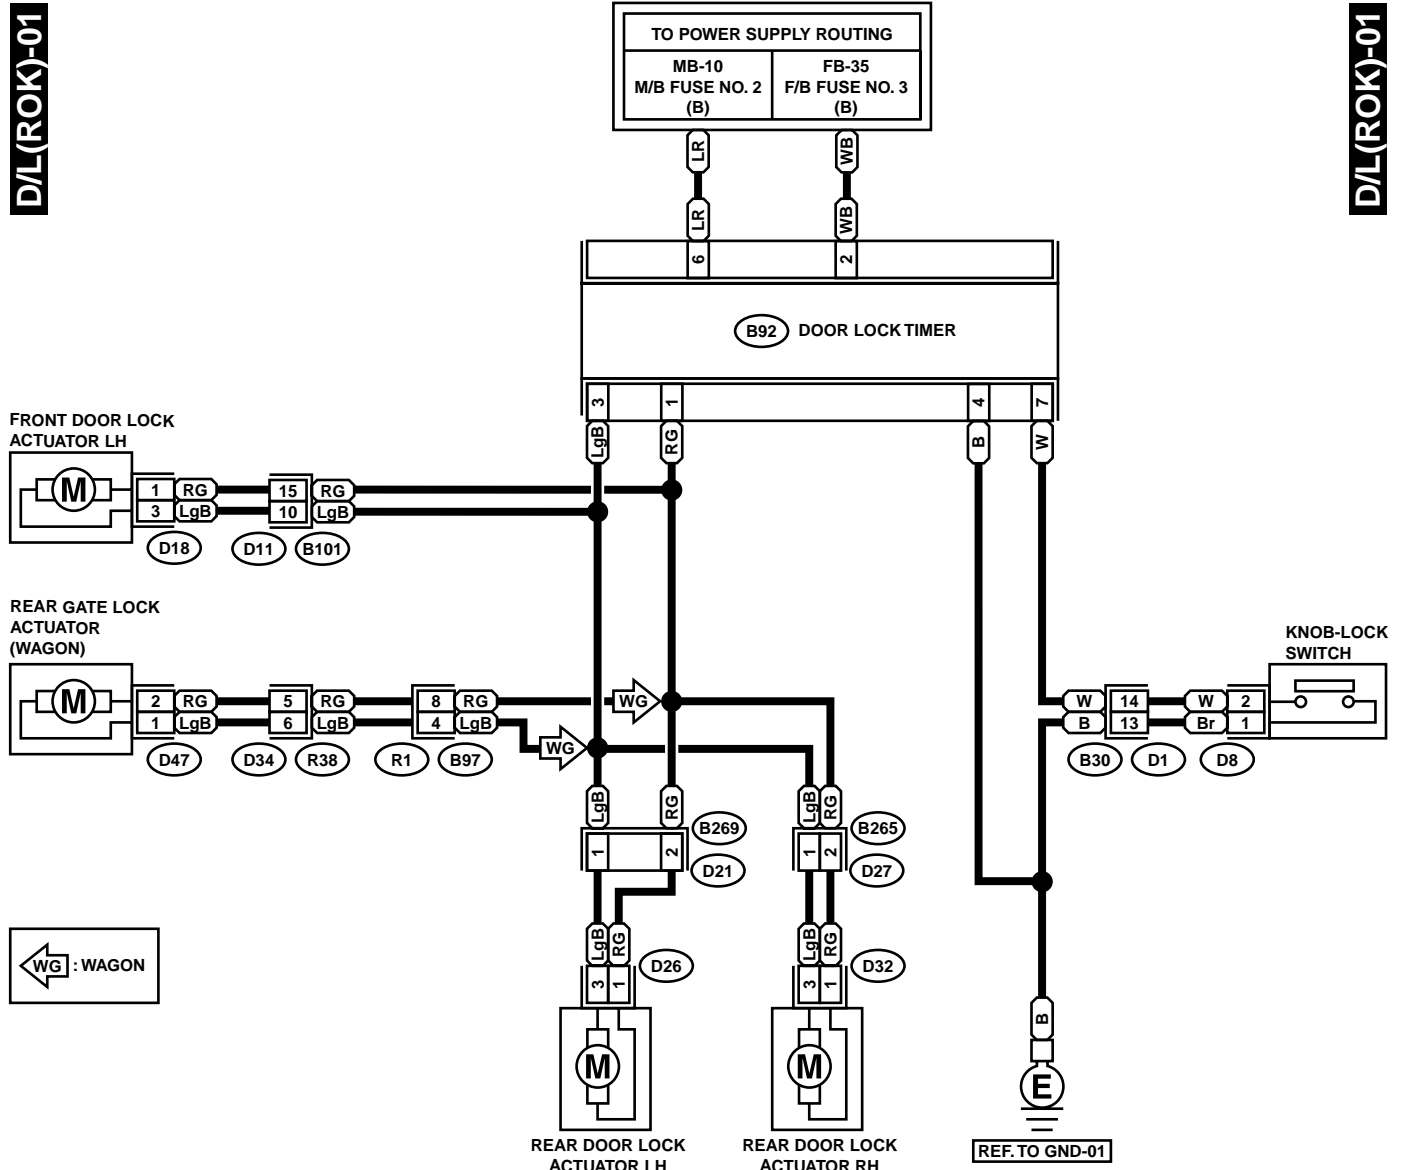 D/L(ROK)-01
D/L(ROK)-01
TO POWER SUPPLY ROUTING
MB-10
M/B FUSE NO. 2
(B)
FB-35
F/B FUSE NO. 3
(B)
LR
WB
LR
WB
6
2
B92
DOOR LOCK TIMER
3
1
4
7
LgB
RG
B
W
FRONT DOOR LOCK
ACTUATOR LH
M
1
RG
15
RG
3
LgB
10
LgB
D18
D11
B101
REAR GATE LOCK
ACTUATOR
(WAGON)
M
2
RG
5
RG
8
RG
WG
1
LgB
6
LgB
4
LgB
WG
D47
D34
R38
R1
B97
KNOB-LOCK
SWITCH
W
14
W
2
B
13
Br
1
B30
D1
D8
LgB
RG
B269
1
2
D21
LgB
RG
B265
1
2
D27
LgB
RG
D26
3
1
M
REAR DOOR LOCK
ACTUATOR LH
LgB
RG
D32
3
1
M
REAR DOOR LOCK
ACTUATOR RH
WG : WAGON
B
E
REF. TO GND-01